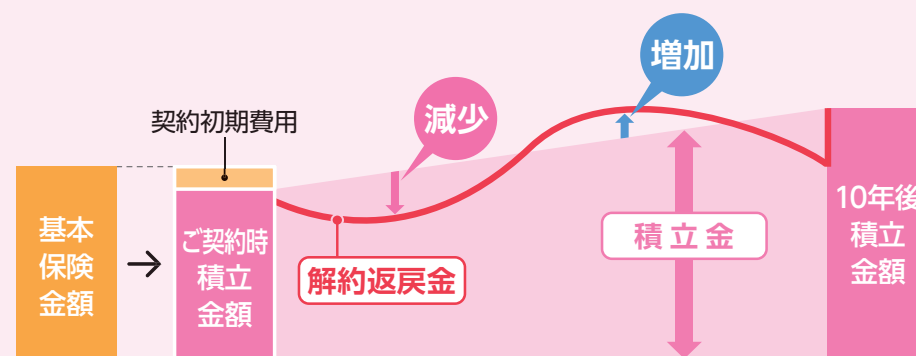 増加
減少
契約初期費用
基本
保険
金額
ご契約時
積立
金額
解約返戻金
積立金
10年後
積立
金額